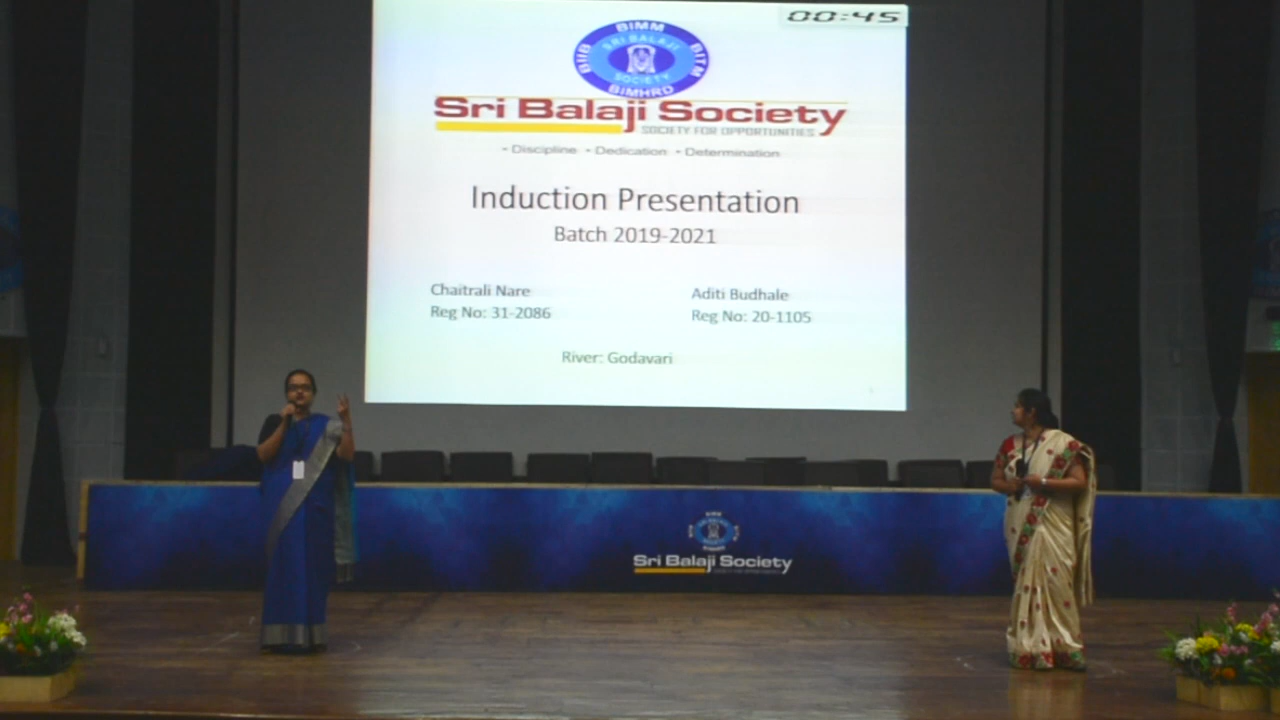 00:45
BIMM
BIIB
BITM
SRI BALAJI
SOCIETY
BIMHRD
Sri Balaji Society
SOCIETY FOR OPPORTUNITIES
- Discipline - Dedication - Determination
Induction Presentation
Batch 2019-2021
Chaitrali Nare
Aditi Budhale
Reg No: 31-2086
Reg No: 20-1105
River: Godavari
Sri Balaji Society